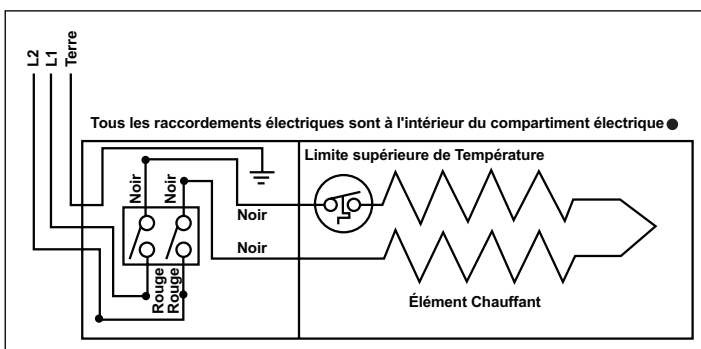 L2
L1
Terre
Tous les raccordements électriques sont à l'intérieur du compartiment électrique
Limite supérieure de Température
Noir
Noir
Noir
Noir
Rouge
Rouge
Élément Chauffant